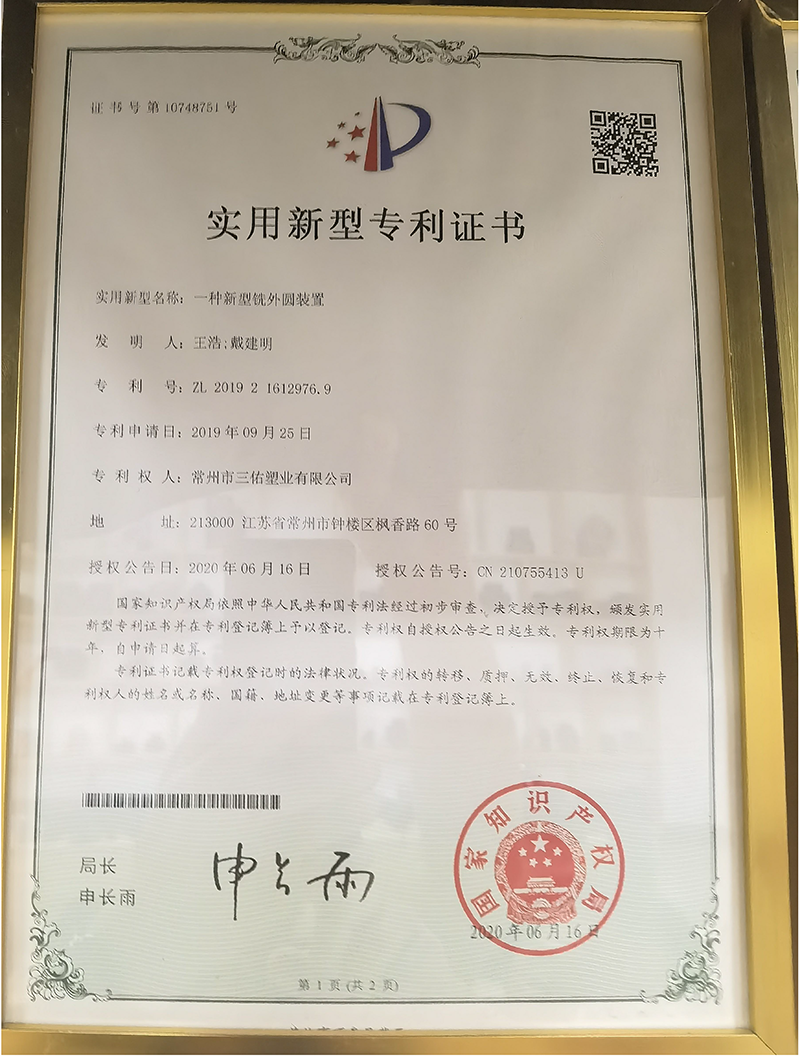 证书号第10748751号
实用新型专利证书
实用新型名称：一种新型铣外圆装置
发明人：王浩;戴建明
专利号：ZL 2019 2 1612976.9
专利申请日：2019年09月25日
专利权人：常州市三佑塑业有限公司
地址：213000 江苏省常州市钟楼区枫香路60号
授权公告日：2020年06月16日 授权公告号：CN 210755413 U
国家知识产权局依照中华人民共和国专利法经过初步审查，决定授予专利权，颁发实用
新型专利证书并在专利登记簿上予以登记。专利权自授权公告之日起生效。专利权期限为十
年，自申请日起算。
专利证书记载专利权登记时的法律状况。专利权的转移、质押、无效、终止、恢复和专
利权人的姓名或名称、国籍、地址变更等事项记载在专利登记簿上。
局长
申长雨
申长雨
国家知识产权局
2020年06月16日
第 1 页 (共 2 页)